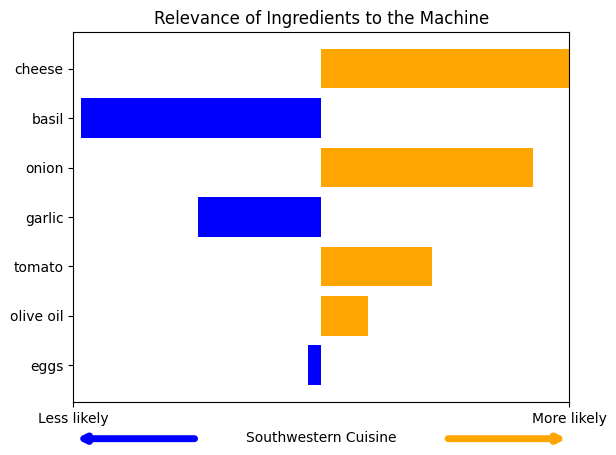 Relevance of Ingredients to the Machine
cheese
basil
onion
garlic
tomato
olive oil
eggs
Less likely
More likely
Southwestern Cuisine